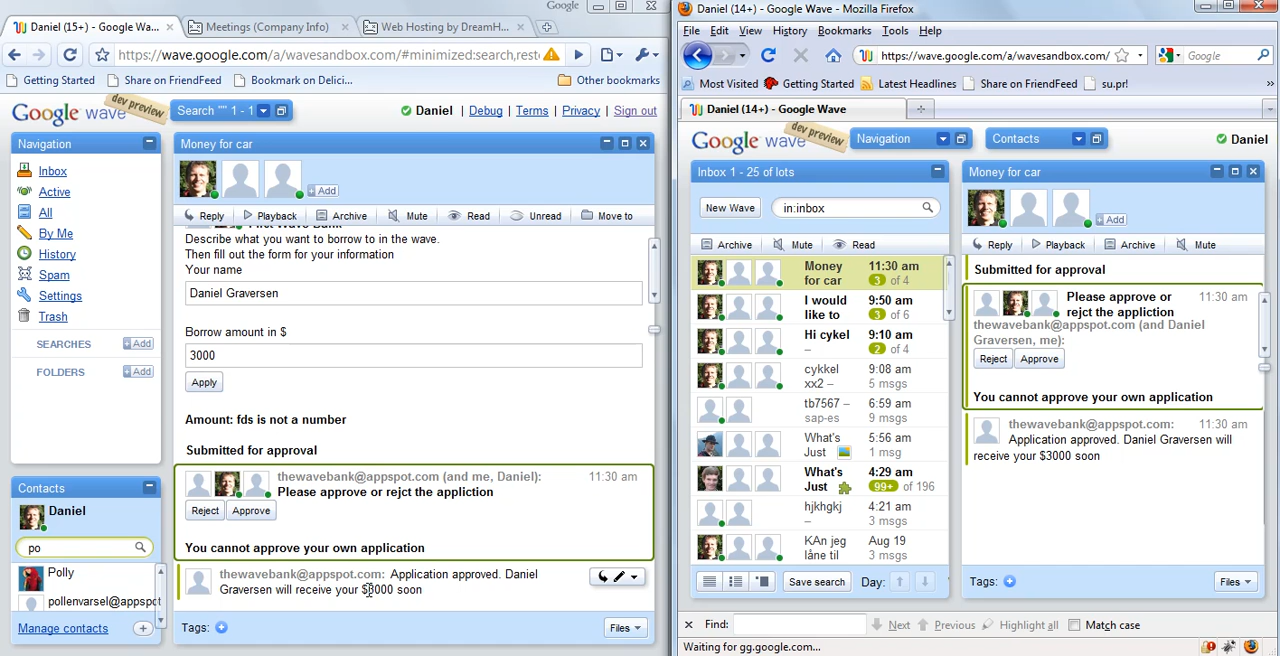 Google
Daniel (15+) - Google Wa...
Meetings (Company Info)
Web Hosting by DreamH...
https://wave.google.com/a/wavesandbox.com/#minimized:search,rest
Getting Started
Share on FriendFeed
Bookmark on Delici...
Other bookmarks
Google wave
dev preview
Search "" 1 - 1
Daniel
Debug
Terms
Privacy
Sign out
Navigation
Inbox
Active
All
By Me
History
Spam
Settings
Trash
SEARCHES
Add
FOLDERS
Add
Contacts
Daniel
po
Polly
pollenvarsel@appspot
Manage contacts
Money for car
Add
Reply
Playback
Archive
Mute
Read
Unread
Move to
First Wave Bank
Describe what you want to borrow to in the wave.
Then fill out the form for your information
Your name
Daniel Graversen
Borrow amount in $
3000
Apply
Amount: fds is not a number
Submitted for approval
thewavebank@appspot.com (and me, Daniel): 11:30 am
Please approve or rejct the appliction
Reject
Approve
You cannot approve your own application
thewavebank@appspot.com: Application approved. Daniel
Graversen will receive your $3000 soon
Tags:
Files
Daniel (14+) - Google Wave - Mozilla Firefox
File Edit View History Bookmarks Tools Help
https://wave.google.com/a/wavesandbox.com/
Google
Most Visited
Getting Started
Latest Headlines
Share on FriendFeed
su.pr!
Daniel (14+) - Google Wave
Google wave
dev preview
Navigation
Contacts
Daniel
Inbox 1 - 25 of lots
New Wave
in:inbox
Archive
Mute
Read
Money 11:30 am
for car 3 of 4
I would 9:50 am
like to 3 of 6
Hi cykel 9:10 am
– 2 of 4
cykkel 9:08 am
xx2 – 5 msgs
tb7567 – 6:59 am
sap-es 9 msgs
What's 5:56 am
Just 1 msg
What's 4:29 am
Just 99+ of 196
hjkhgkj 4:21 am
– 3 msgs
KAn jeg Aug 19
låne til 3 msgs
Save search
Day:
Money for car
Add
Reply
Playback
Archive
Mute
Submitted for approval
Please approve or 11:30 am
rejct the appliction
thewavebank@appspot.com (and Daniel
Graversen, me):
Reject
Approve
You cannot approve your own application
thewavebank@appspot.com: 11:30 am
Application approved. Daniel Graversen will
receive your $3000 soon
Tags:
Files
Find:
Next
Previous
Highlight all
Match case
Waiting for gg.google.com...